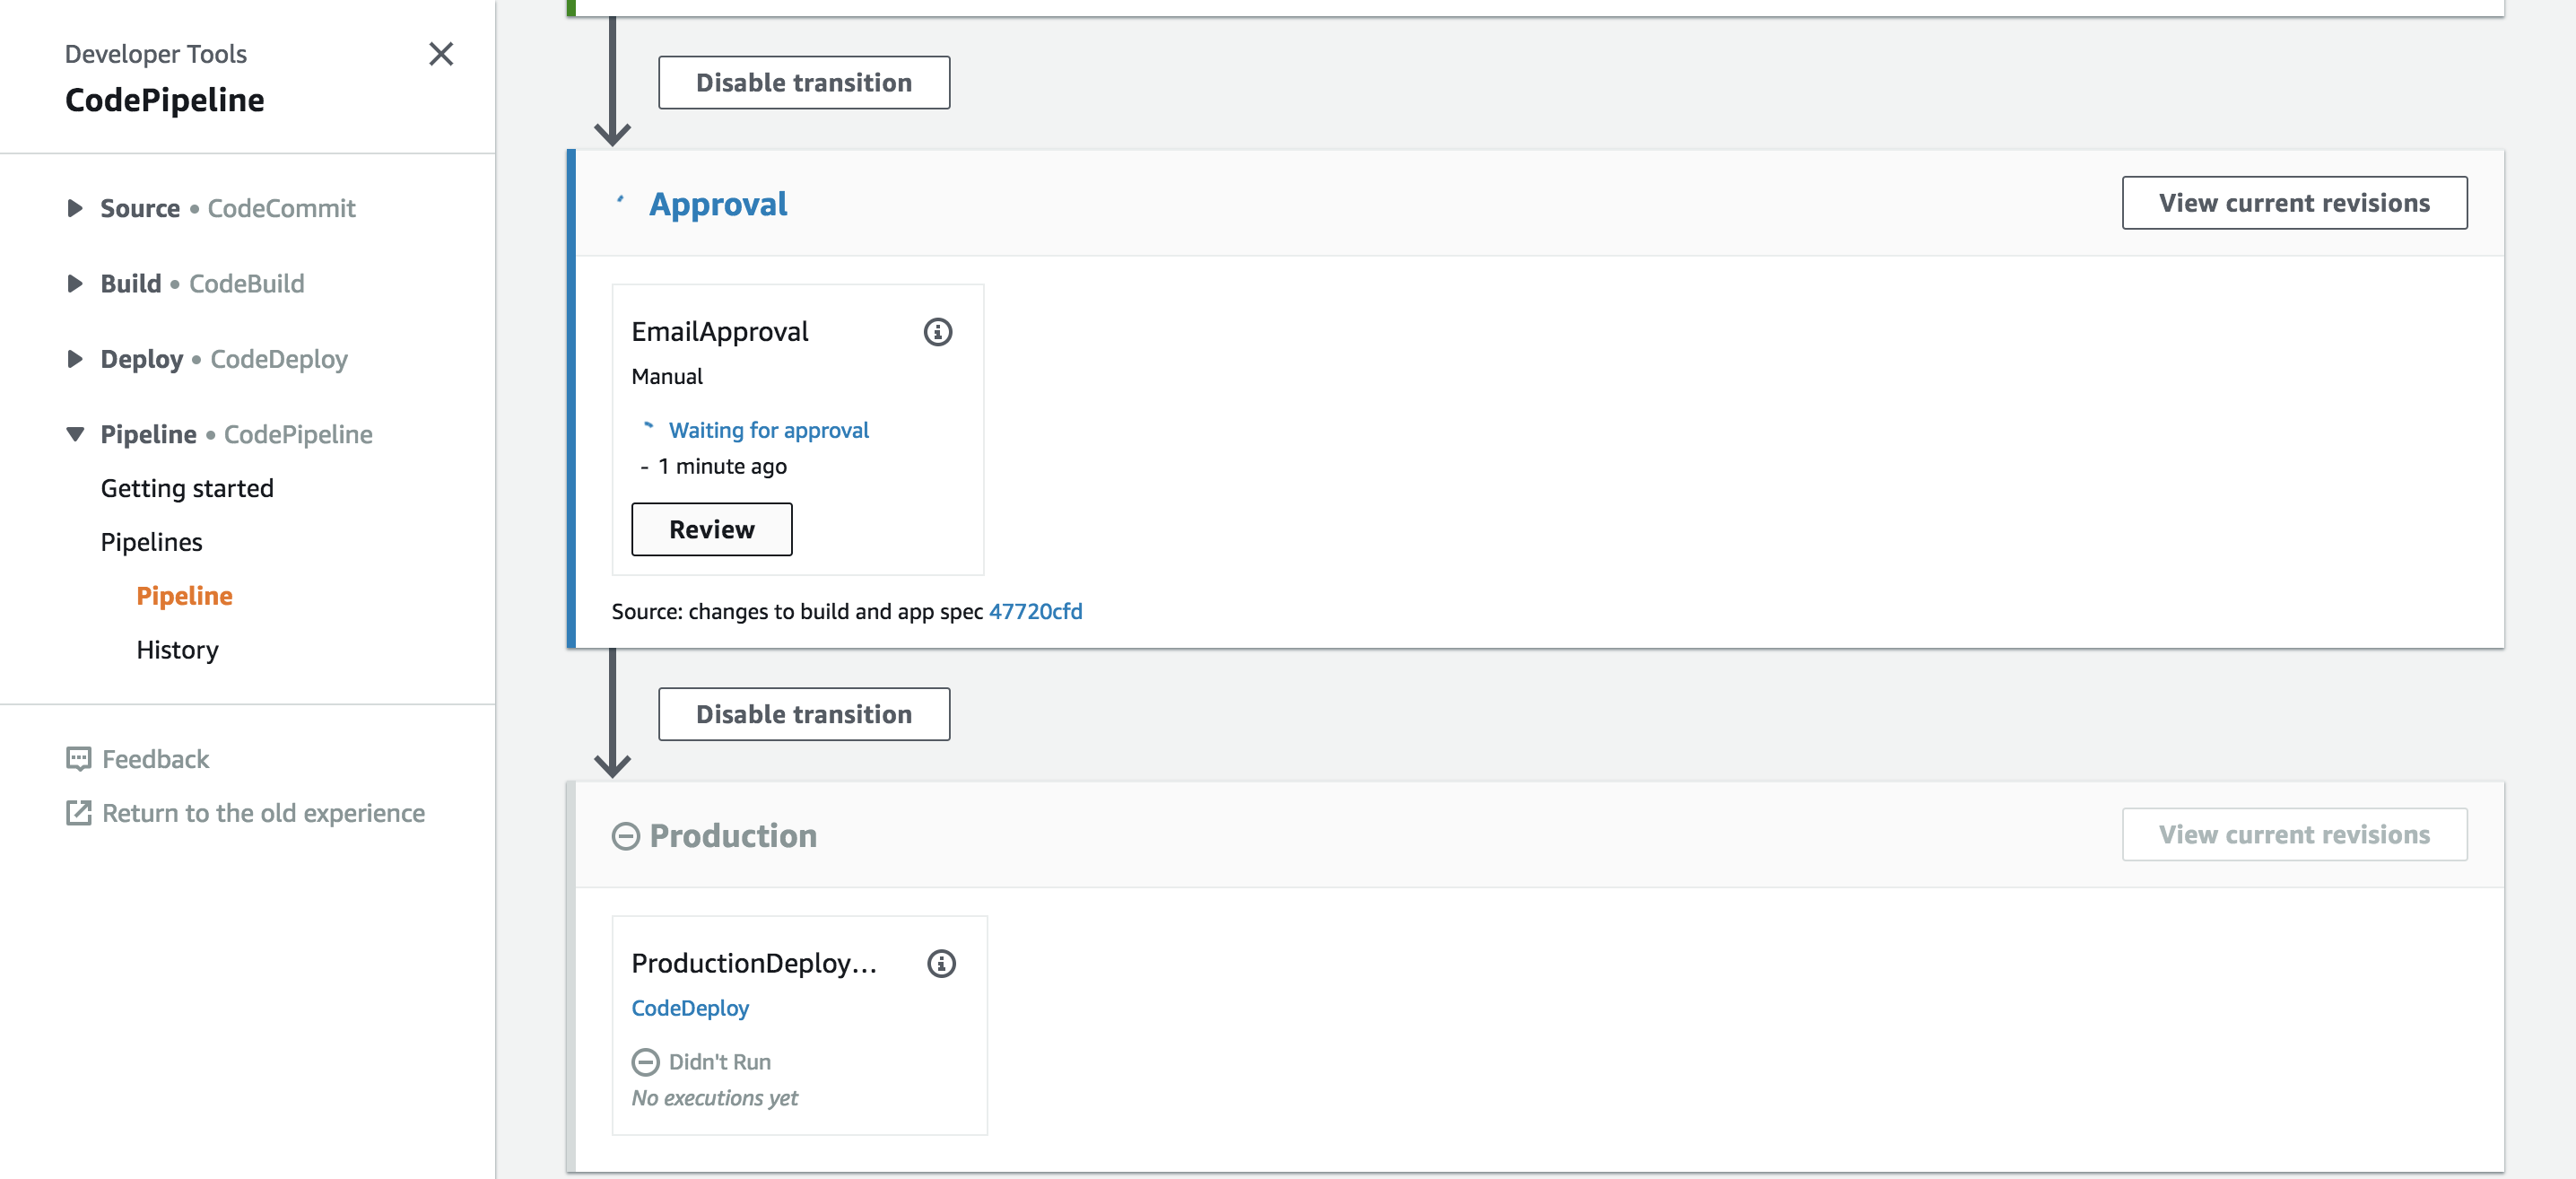 Developer Tools
CodePipeline
Source • CodeCommit
Build • CodeBuild
Deploy • CodeDeploy
Pipeline • CodePipeline
Getting started
Pipelines
Pipeline
History
Feedback
Return to the old experience
Disable transition
Approval
View current revisions
EmailApproval
Manual
Waiting for approval
- 1 minute ago
Review
Source: changes to build and app spec 47720cfd
Disable transition
Production
View current revisions
ProductionDeploy...
CodeDeploy
Didn't Run
No executions yet